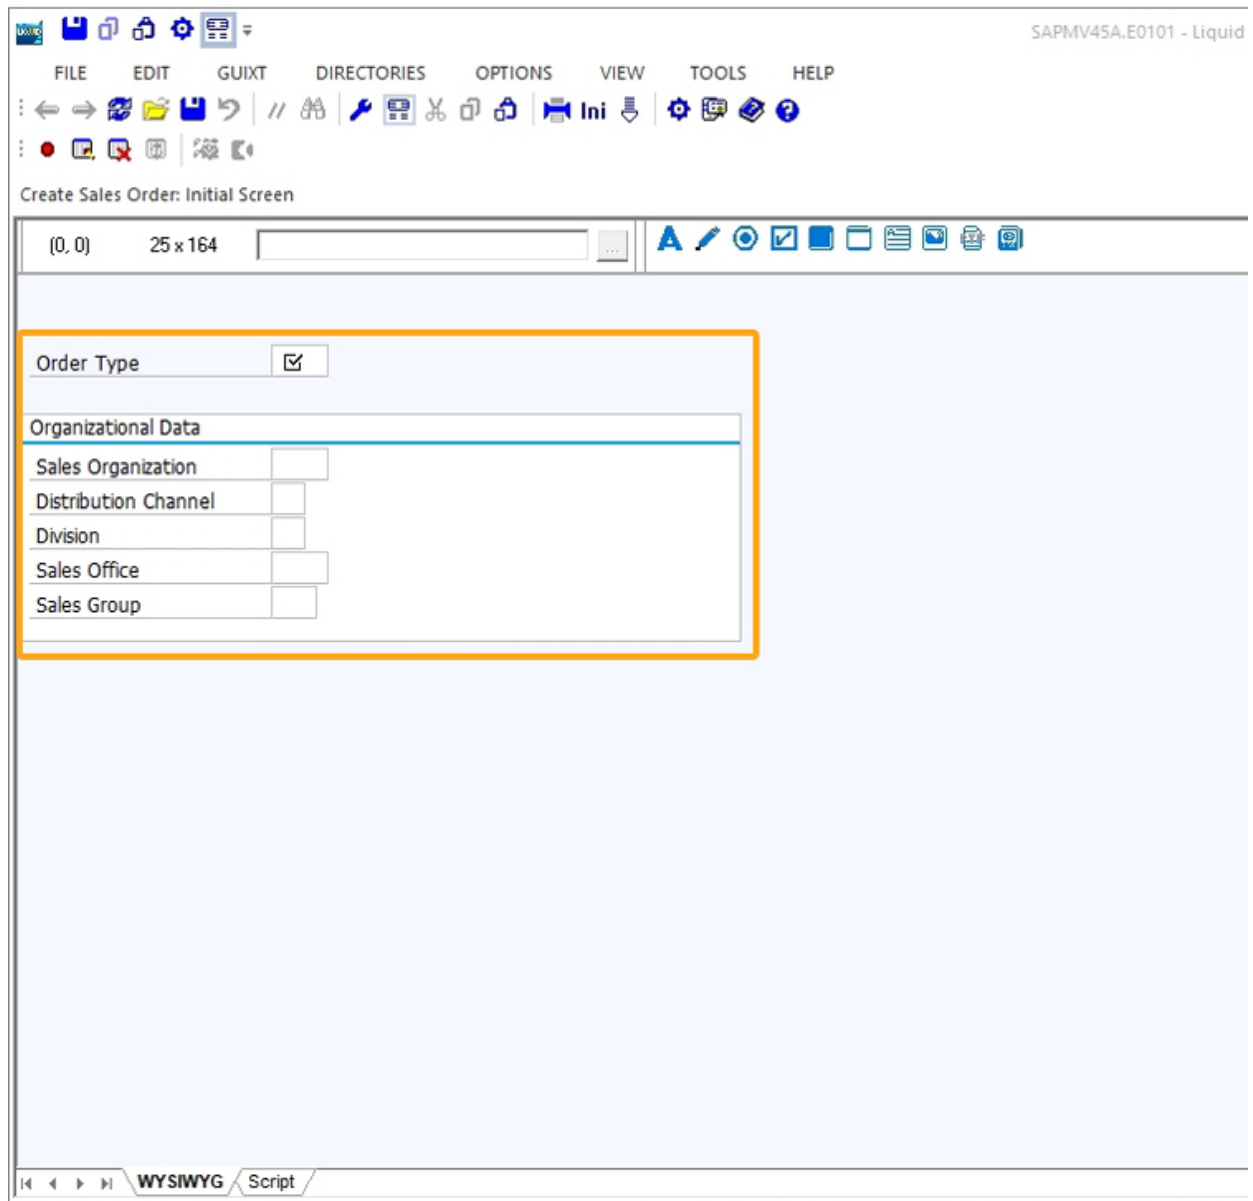 SAPMV45A.E0101 - Liquid
FILE EDIT GUIXT DIRECTORIES OPTIONS VIEW TOOLS HELP
Ini
Create Sales Order: Initial Screen
(0, 0) 25 x 164 ...
Order Type
Organizational Data
Sales Organization
Distribution Channel
Division
Sales Office
Sales Group
WYSIWYG Script